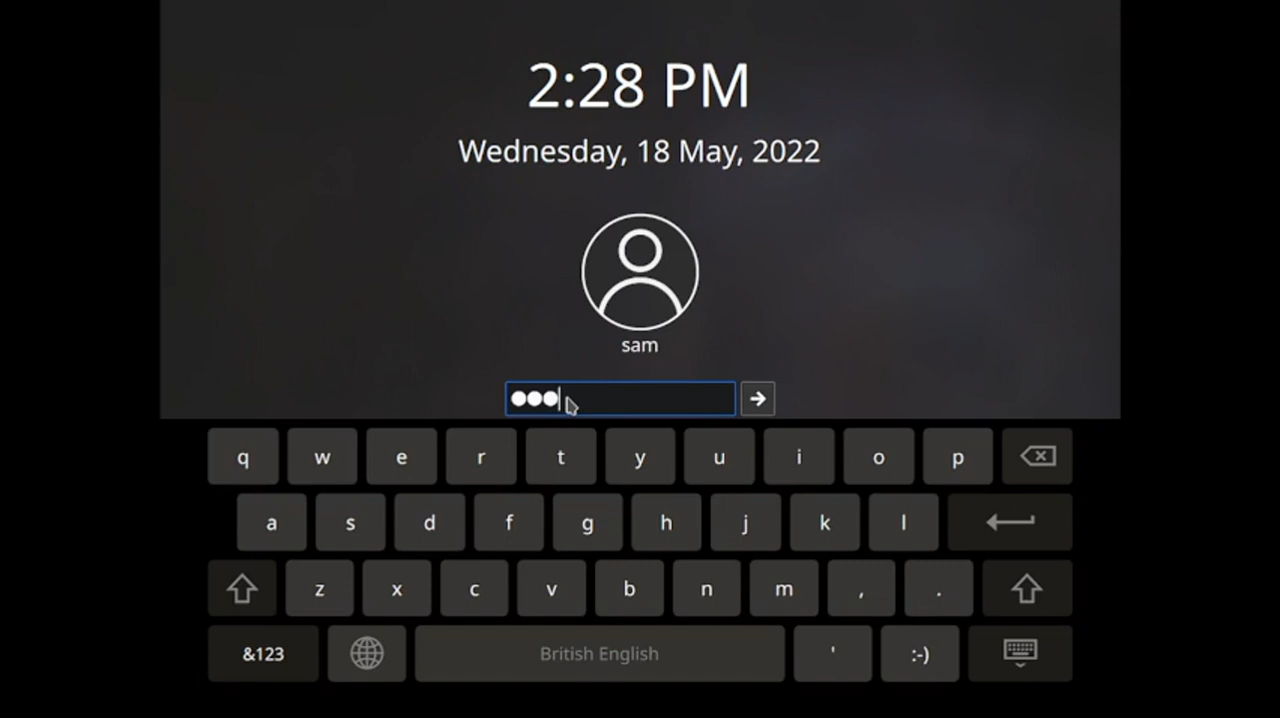 2:28 PM
Wednesday, 18 May, 2022
sam
q w e r t y u i o p
a s d f g h j k l
z x c v b n m , .
&123 British English ' :-)